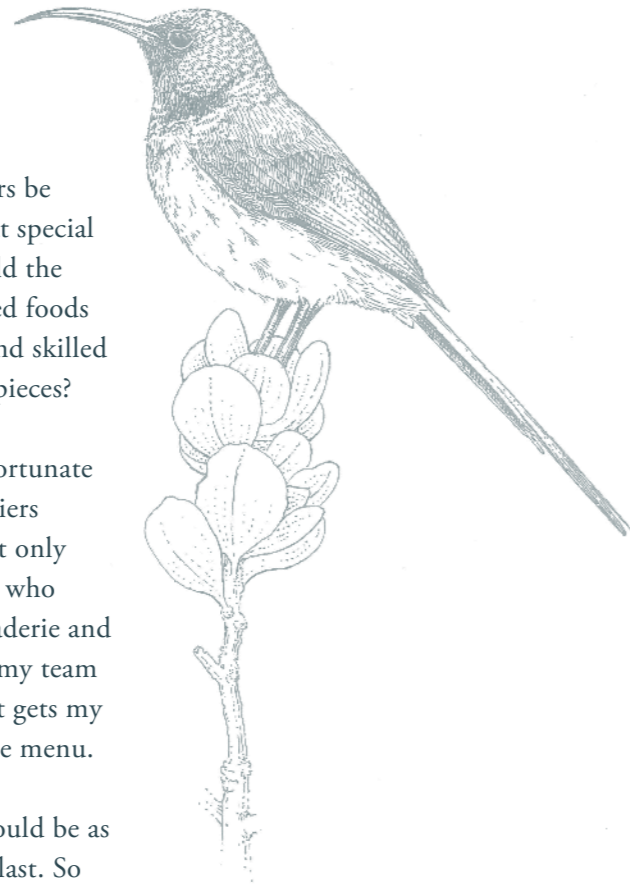 rs be
t special
ld the
ed foods
nd skilled
pieces?
ortunate
iers
t only
who
derie and
my team
t gets my
e menu.
ould be as
last. So